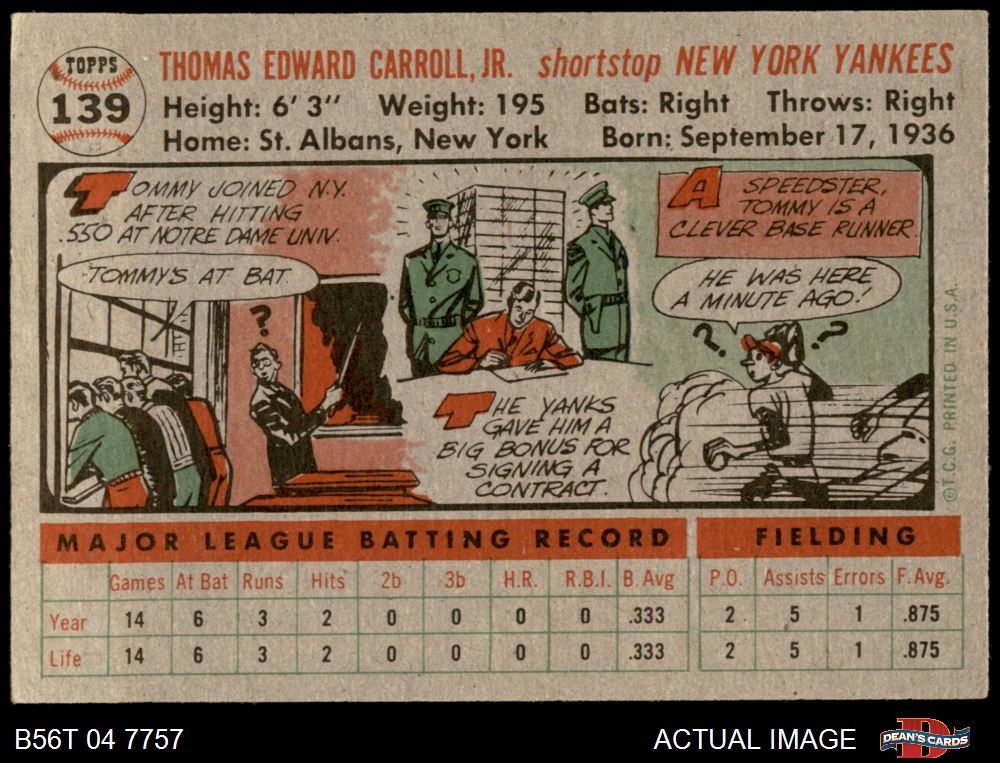 TOPPS
139
THOMAS EDWARD CARROLL, JR. shortstop NEW YORK YANKEES
Height: 6' 3" Weight: 195 Bats: Right Throws: Right
Home: St. Albans, New York Born: September 17, 1936
TOMMY JOINED N.Y.
AFTER HITTING
.550 AT NOTRE DAME UNIV.
TOMMY'S AT BAT
?
THE YANKS
GAVE HIM A
BIG BONUS FOR
SIGNING A
CONTRACT.
A SPEEDSTER,
TOMMY IS A
CLEVER BASE RUNNER.
HE WAS HERE
A MINUTE AGO!
? ?
© T.C.G. PRINTED IN U.S.A.
MAJOR LEAGUE BATTING RECORD FIELDING
Games At Bat Runs Hits 2b 3b H.R. R.B.I. B. Avg P.O. Assists Errors F. Avg.
Year 14 6 3 2 0 0 0 0 .333 2 5 1 .875
Life 14 6 3 2 0 0 0 0 .333 2 5 1 .875
B56T 04 7757 ACTUAL IMAGE
D
DEAN'S CARDS